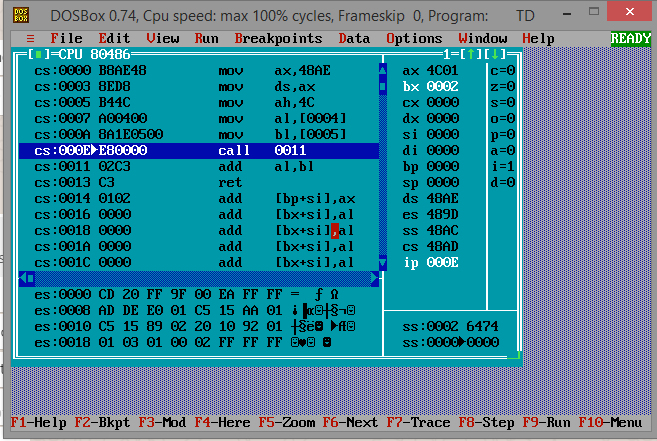 DOSBox 0.74, Cpu speed: max 100% cycles, Frameskip 0, Program: TD
≡ File Edit View Run Breakpoints Data Options Window Help READY
[■]=CPU 80486 1=[↑][↓]
cs:0000 B8AE48 mov ax,48AE
cs:0003 8ED8 mov ds,ax
cs:0005 B44C mov ah,4C
cs:0007 A00400 mov al,[0004]
cs:000A 8A1E0500 mov bl,[0005]
cs:000E►E80000 call 0011
cs:0011 02C3 add al,bl
cs:0013 C3 ret
cs:0014 0102 add [bp+si],ax
cs:0016 0000 add [bx+si],al
cs:0018 0000 add [bx+si],al
cs:001A 0000 add [bx+si],al
cs:001C 0000 add [bx+si],al
ax 4C01 c=0
bx 0002 z=0
cx 0000 s=0
dx 0000 o=0
si 0000 p=0
di 0000 a=0
bp 0000 i=1
sp 0000 d=0
ds 48AE
es 489D
ss 48AC
cs 48AD
ip 000E
es:0000 CD 20 FF 9F 00 EA FF FF = ƒ Ω
es:0008 AD DE E0 01 C5 15 AA 01
es:0010 C5 15 89 02 20 10 92 01
es:0018 01 03 01 00 02 FF FF FF
ss:0002 6474
ss:0000►0000
F1-Help F2-Bkpt F3-Mod F4-Here F5-Zoom F6-Next F7-Trace F8-Step F9-Run F10-Menu